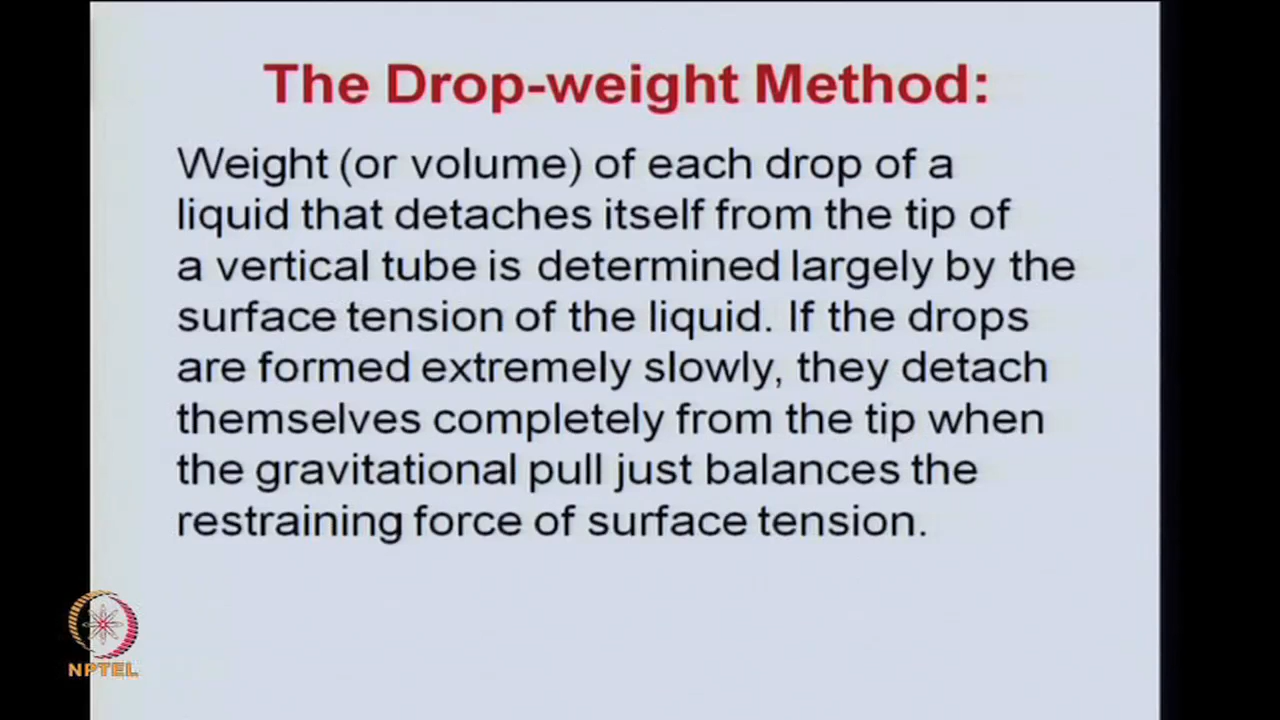 The Drop-weight Method:
Weight (or volume) of each drop of a
liquid that detaches itself from the tip of
a vertical tube is determined largely by the
surface tension of the liquid. If the drops
are formed extremely slowly, they detach
themselves completely from the tip when
the gravitational pull just balances the
restraining force of surface tension.
NPTEL